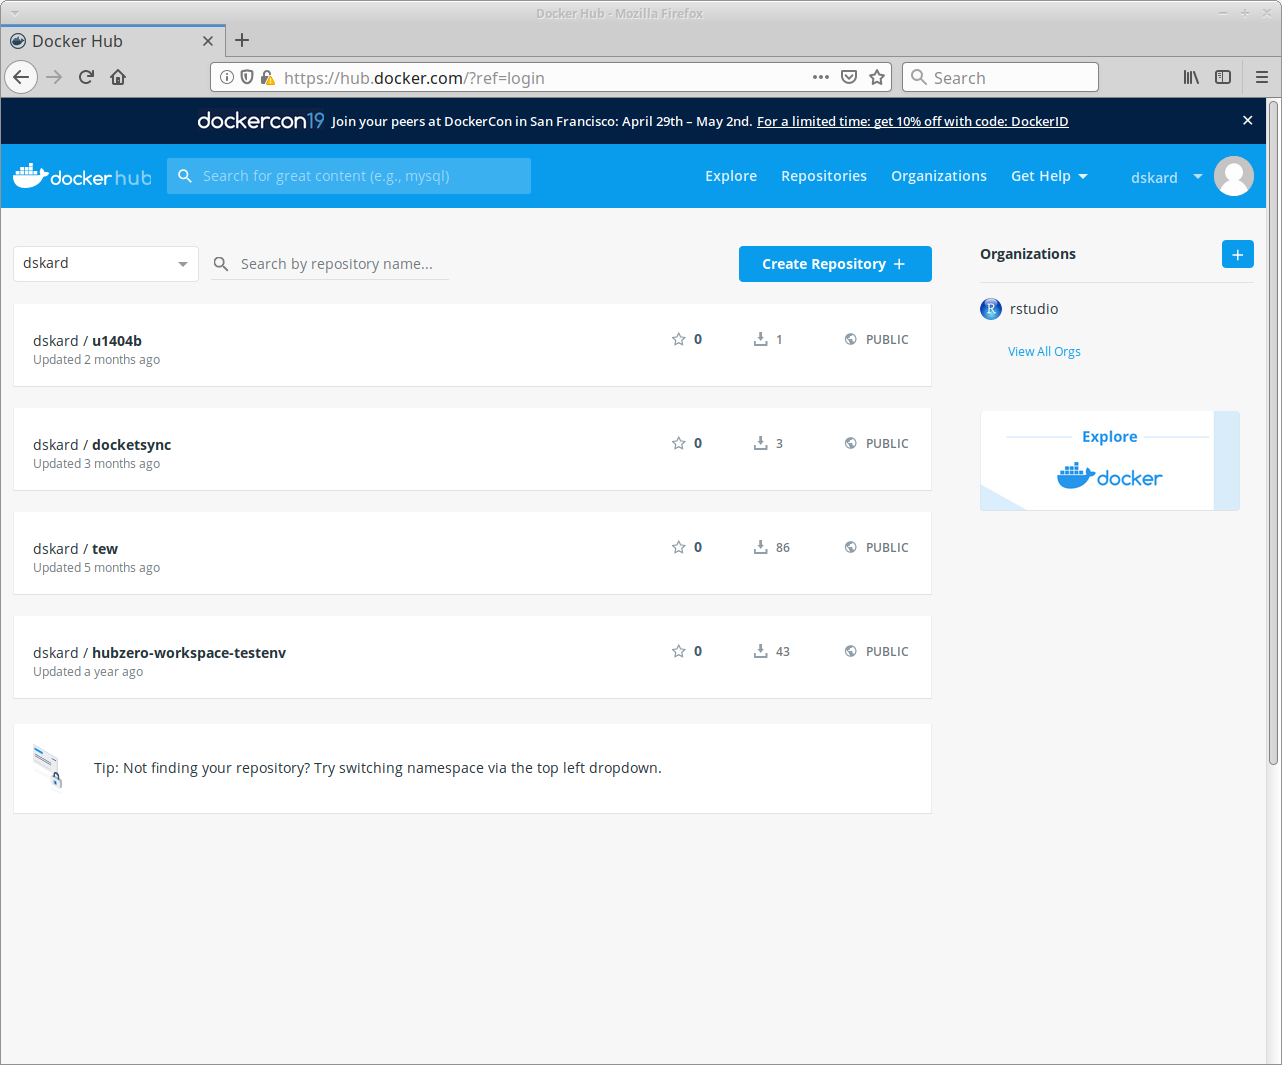 Docker Hub - Mozilla Firefox
Docker Hub
https://hub.docker.com/?ref=login
Search
dockercon19 Join your peers at DockerCon in San Francisco: April 29th – May 2nd. For a limited time: get 10% off with code: DockerID
docker hub
Search for great content (e.g., mysql)
Explore
Repositories
Organizations
Get Help
dskard
dskard
Search by repository name...
Create Repository +
Organizations
+
dskard / u1404b
0
1
PUBLIC
Updated 2 months ago
R rstudio
View All Orgs
dskard / docketsync
0
3
PUBLIC
Updated 3 months ago
Explore
docker
dskard / tew
0
86
PUBLIC
Updated 5 months ago
dskard / hubzero-workspace-testenv
0
43
PUBLIC
Updated a year ago
Tip: Not finding your repository? Try switching namespace via the top left dropdown.